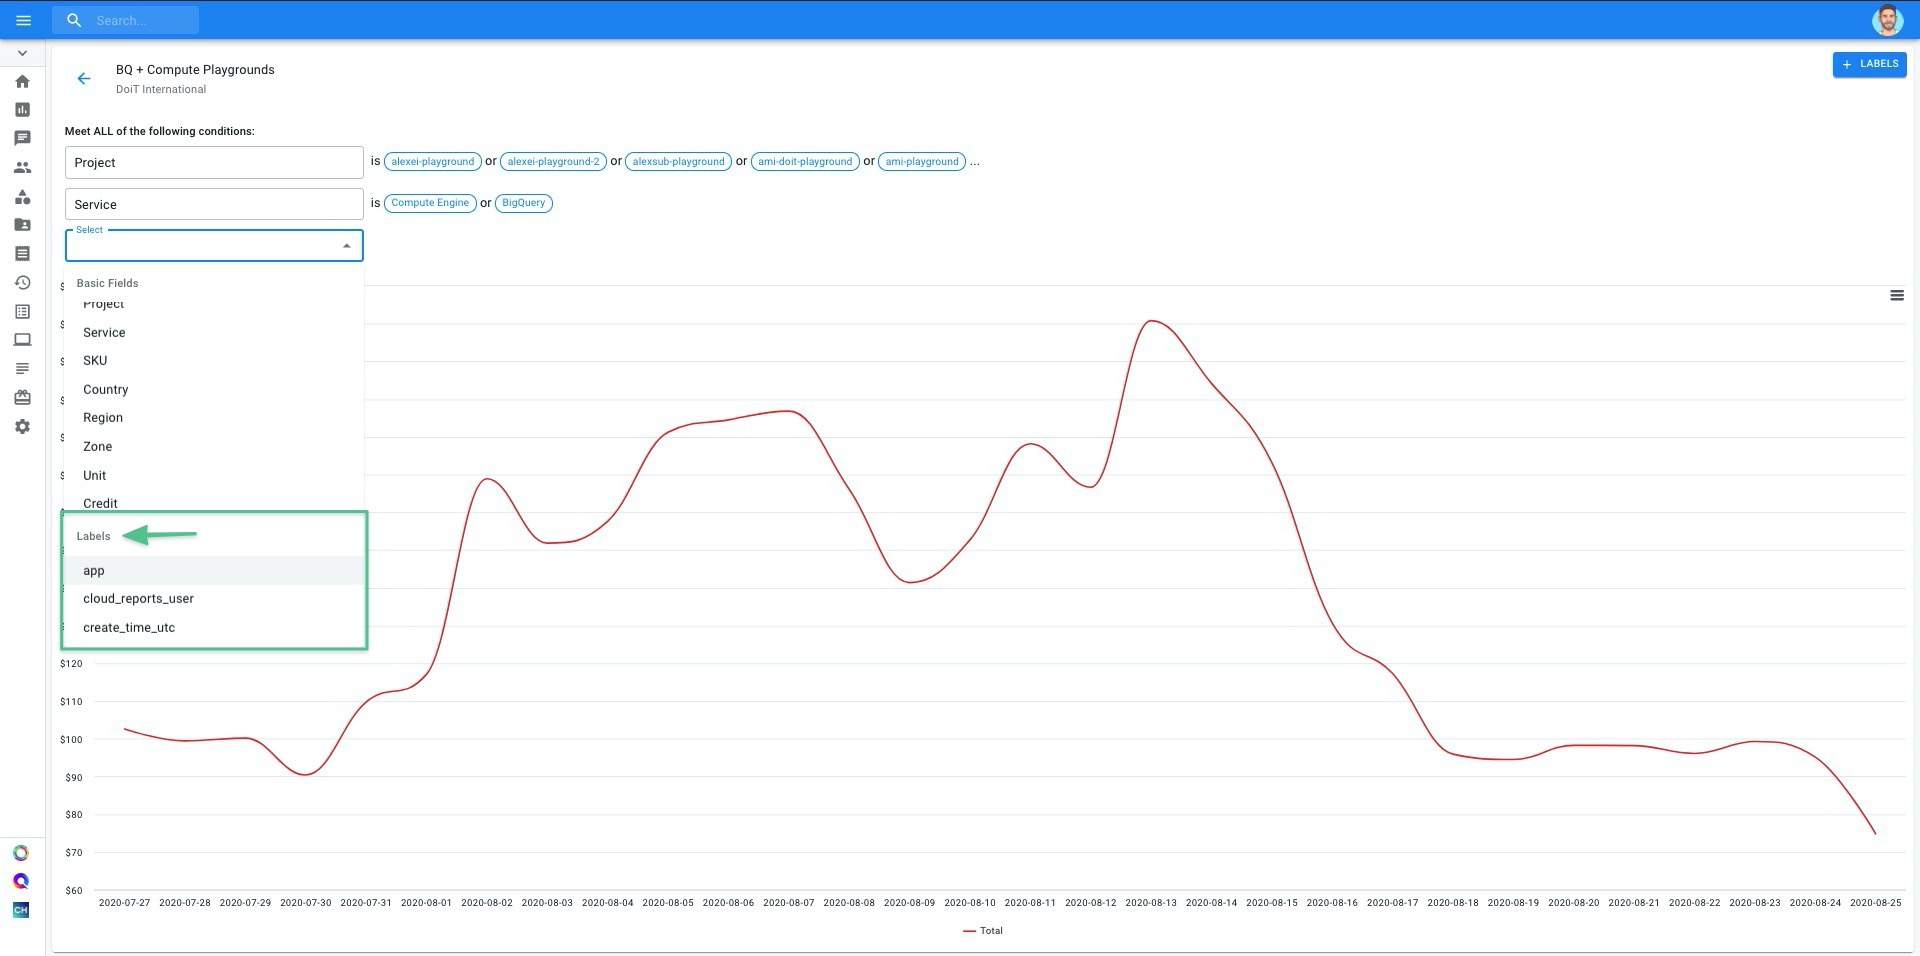 Search...
BQ + Compute Playgrounds
+ LABELS
DoiT International
Meet ALL of the following conditions:
Project is alexei-playground or alexei-playground-2 or alexsub-playground or ami-doit-playground or ami-playground ...
Service is Compute Engine or BigQuery
Select
Basic Fields
Project
Service
SKU
Country
Region
Zone
Unit
Credit
Labels
app
cloud_reports_user
create_time_utc
$120
$110
$100
$90
$80
$70
$60
2020-07-27 2020-07-28 2020-07-29 2020-07-30 2020-07-31 2020-08-01 2020-08-02 2020-08-03 2020-08-04 2020-08-05 2020-08-06 2020-08-07 2020-08-08 2020-08-09 2020-08-10 2020-08-11 2020-08-12 2020-08-13 2020-08-14 2020-08-15 2020-08-16 2020-08-17 2020-08-18 2020-08-19 2020-08-20 2020-08-21 2020-08-22 2020-08-23 2020-08-24 2020-08-25
CH
Total